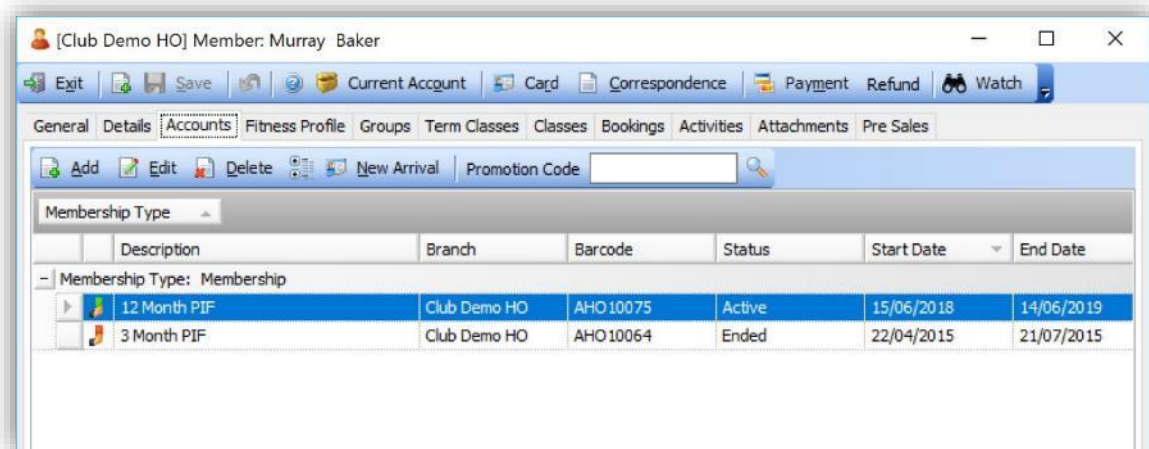 [Club Demo HO] Member: Murray Baker
Exit Save Current Account Card Correspondence Payment Refund Watch
General Details Accounts Fitness Profile Groups Term Classes Classes Bookings Activities Attachments Pre Sales
Add Edit Delete New Arrival Promotion Code
Membership Type
Description Branch Barcode Status Start Date End Date
Membership Type: Membership
12 Month PIF Club Demo HO AHO10075 Active 15/06/2018 14/06/2019
3 Month PIF Club Demo HO AHO10064 Ended 22/04/2015 21/07/2015